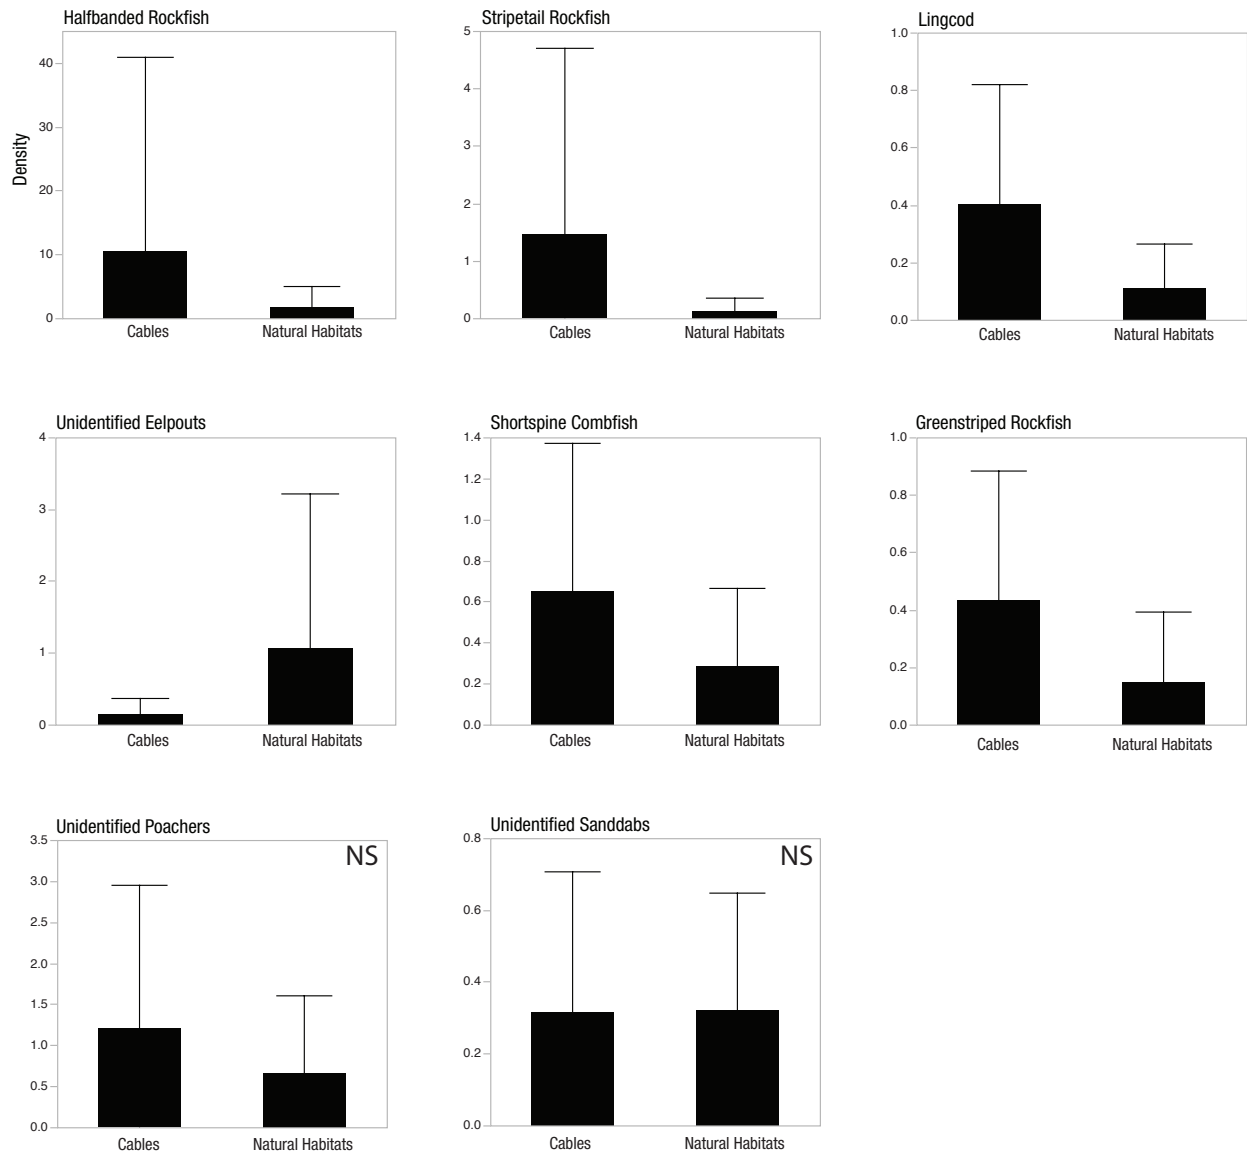 Halfbanded Rockfish
Density
40
30
20
10
0
Cables Natural Habitats
Stripetail Rockfish
5
4
3
2
1
0
Cables Natural Habitats
Lingcod
1.0
0.8
0.6
0.4
0.2
0.0
Cables Natural Habitats
Unidentified Eelpouts
4
3
2
1
0
Cables Natural Habitats
Shortspine Combfish
1.4
1.2
1.0
0.8
0.6
0.4
0.2
0.0
Cables Natural Habitats
Greenstriped Rockfish
1.0
0.8
0.6
0.4
0.2
0.0
Cables Natural Habitats
Unidentified Poachers
NS
3.5
3.0
2.5
2.0
1.5
1.0
0.5
0.0
Cables Natural Habitats
Unidentified Sanddabs
NS
0.8
0.6
0.4
0.2
0.0
Cables Natural Habitats